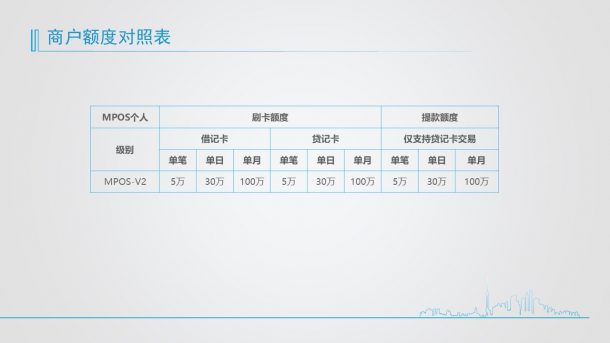 商户额度对照表
MPOS个人 刷卡额度 提款额度
级别 借记卡 贷记卡 仅支持贷记卡交易
单笔 单日 单月 单笔 单日 单月 单笔 单日 单月
MPOS-V2 5万 30万 100万 5万 30万 100万 5万 30万 100万